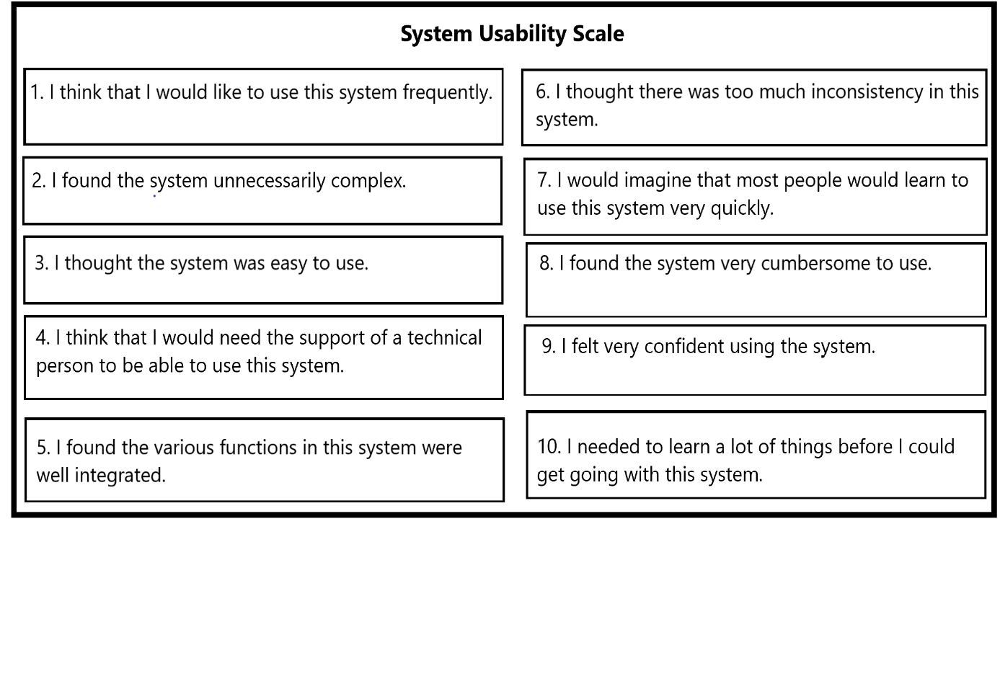 System Usability Scale
1. I think that I would like to use this system frequently.
2. I found the system unnecessarily complex.
3. I thought the system was easy to use.
4. I think that I would need the support of a technical
person to be able to use this system.
5. I found the various functions in this system were
well integrated.
6. I thought there was too much inconsistency in this
system.
7. I would imagine that most people would learn to
use this system very quickly.
8. I found the system very cumbersome to use.
9. I felt very confident using the system.
10. I needed to learn a lot of things before I could
get going with this system.